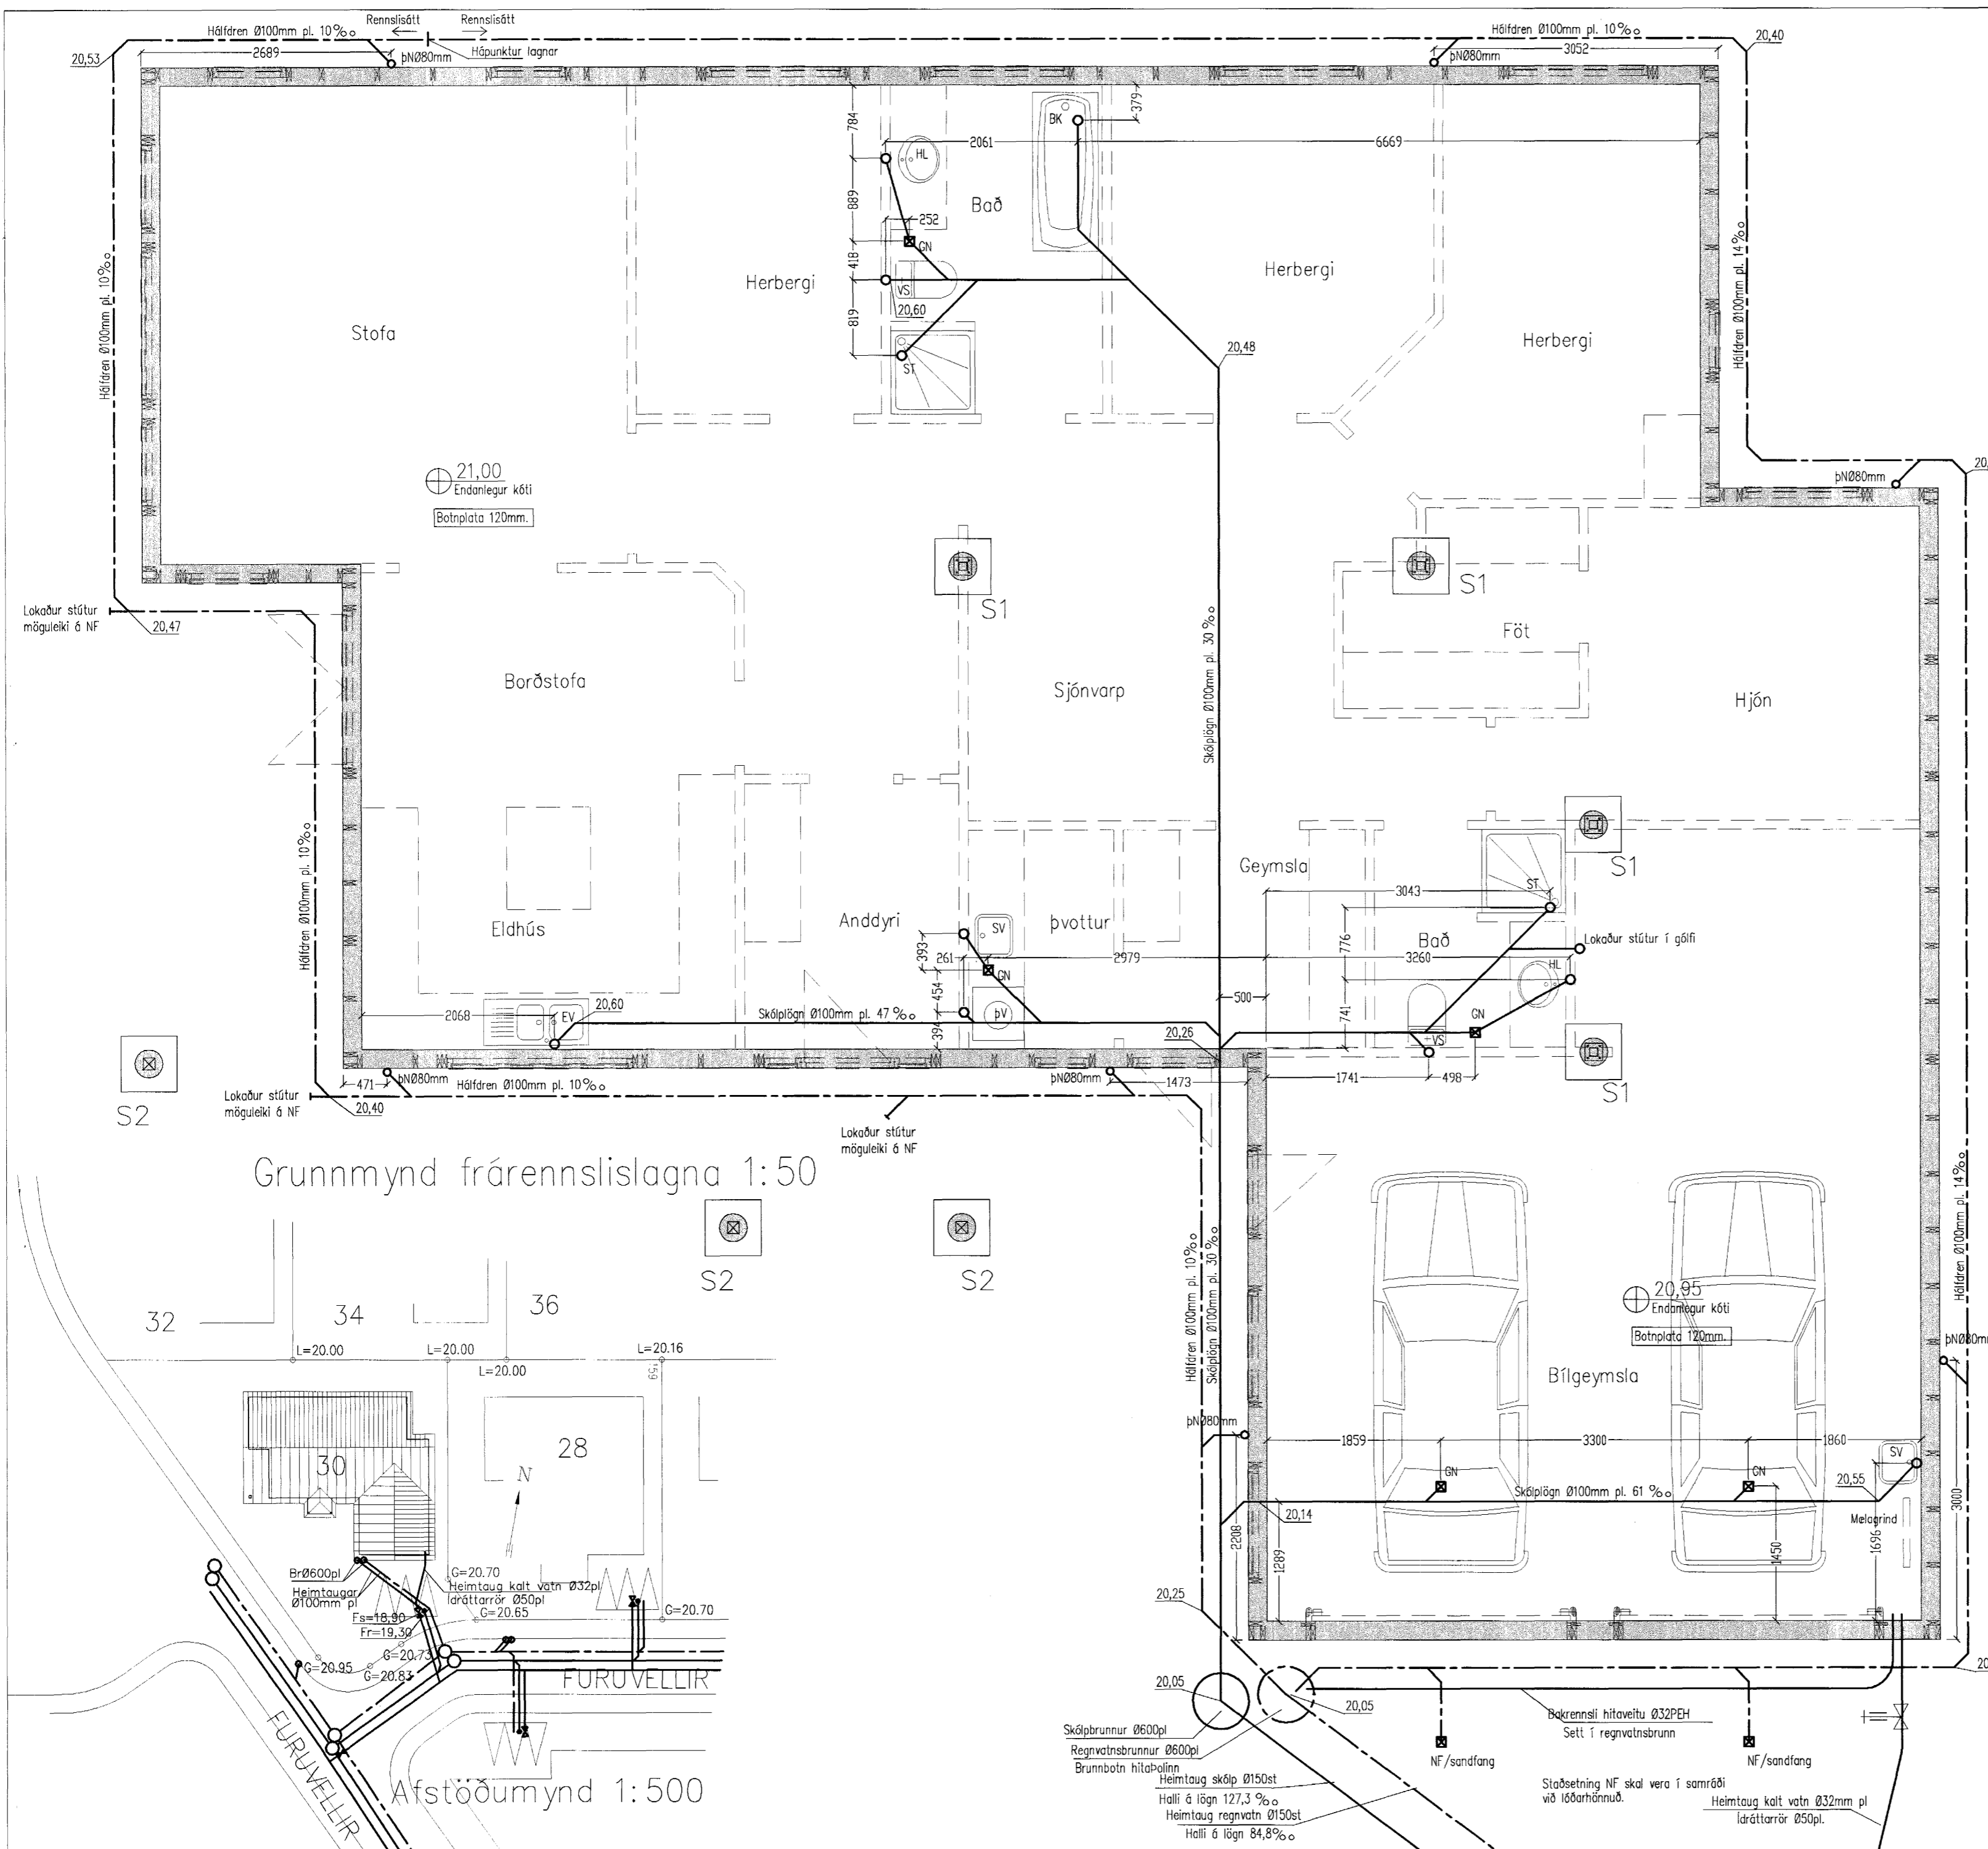 Rennslisátt
Rennslisátt
Hálfdren Ø100mm pl. 10‰
Hápunktur lagnar
Hálfdren Ø100mm pl. 10‰
20,53
2689
þNØ80mm
þNØ80mm
3052
20,40
784
889
418
819
2061
252
379
6669
BK
HL
GN
VS
20,60
ST
Bað
Herbergi
Herbergi
Herbergi
Stofa
Hálfdren Ø100mm pl. 10‰
Hálfdren Ø100mm pl. 14‰
20,48
21,00
Endanlegur kóti
Botnplata 120mm.
þNØ80mm
S1
S1
Lokaður stútur
möguleiki á NF
20,47
Skólplögn Ø100mm pl. 30‰
Föt
Borðstofa
Sjónvarp
Hjón
Hálfdren Ø100mm pl. 10‰
S1
Geymsla
3043
ST
Eldhús
Anddyri
þvottur
SV
393
261
454
394
GN
þV
2979
500
776
741
Bað
3260
HL
Lokaður stútur í gólfi
GN
VS
2068
EV
20,60
Skólplögn Ø100mm pl. 47‰
20,26
1741
498
S1
S2
471
þNØ80mm
Hálfdren Ø100mm pl. 10‰
þNØ80mm
1473
Lokaður stútur
möguleiki á NF
20,40
Lokaður stútur
möguleiki á NF
Grunnmynd frárennslislagna 1:50
S2
S2
Hálfdren Ø100mm pl. 10‰
Skólplögn Ø100mm pl. 30‰
Hálfdren Ø100mm pl. 14‰
20,95
Endanlegur kóti
Botnplata 120mm.
Bílgeymsla
þNØ80mm
þNØ80mm
1859
3300
1860
GN
GN
SV
Skólplögn Ø100mm pl. 61‰
20,55
20,14
2208
1289
1450
1696
Melagrind
3000
20,25
20,05
20,05
Skólpbrunnur Ø600pl
Regnvatnsbrunnur Ø600pl
Brunnbotn hitaþolinn
Heimtaug skólp Ø150st
Halli á lögn 127,3 ‰
Heimtaug regnvatn Ø150st
Halli á lögn 84,8‰
Bakrennsli hitaveitu Ø32PEH
Sett í regnvatnsbrunn
NF/sandfang
NF/sandfang
Staðsetning NF skal vera í samráði
við lóðarhönnuð.
Heimtaug kalt vatn Ø32mm pl
Ídráttarrör Ø50pl.
32
34
36
L=20.00
L=20.00
L=20.00
L=20.16
159
30
28
N
BrØ600pl
Heimtaugar
Ø100mm pl
G=20.70
Heimtaug kalt vatn Ø32pl
Ídráttarrör Ø50pl
Fs=18,90
G=20.65
G=20.70
Fr=19,30
G=20.73
G=20.95
G=20.83
FURUVELLIR
FURUVELLIR
Afstöðumynd 1:500